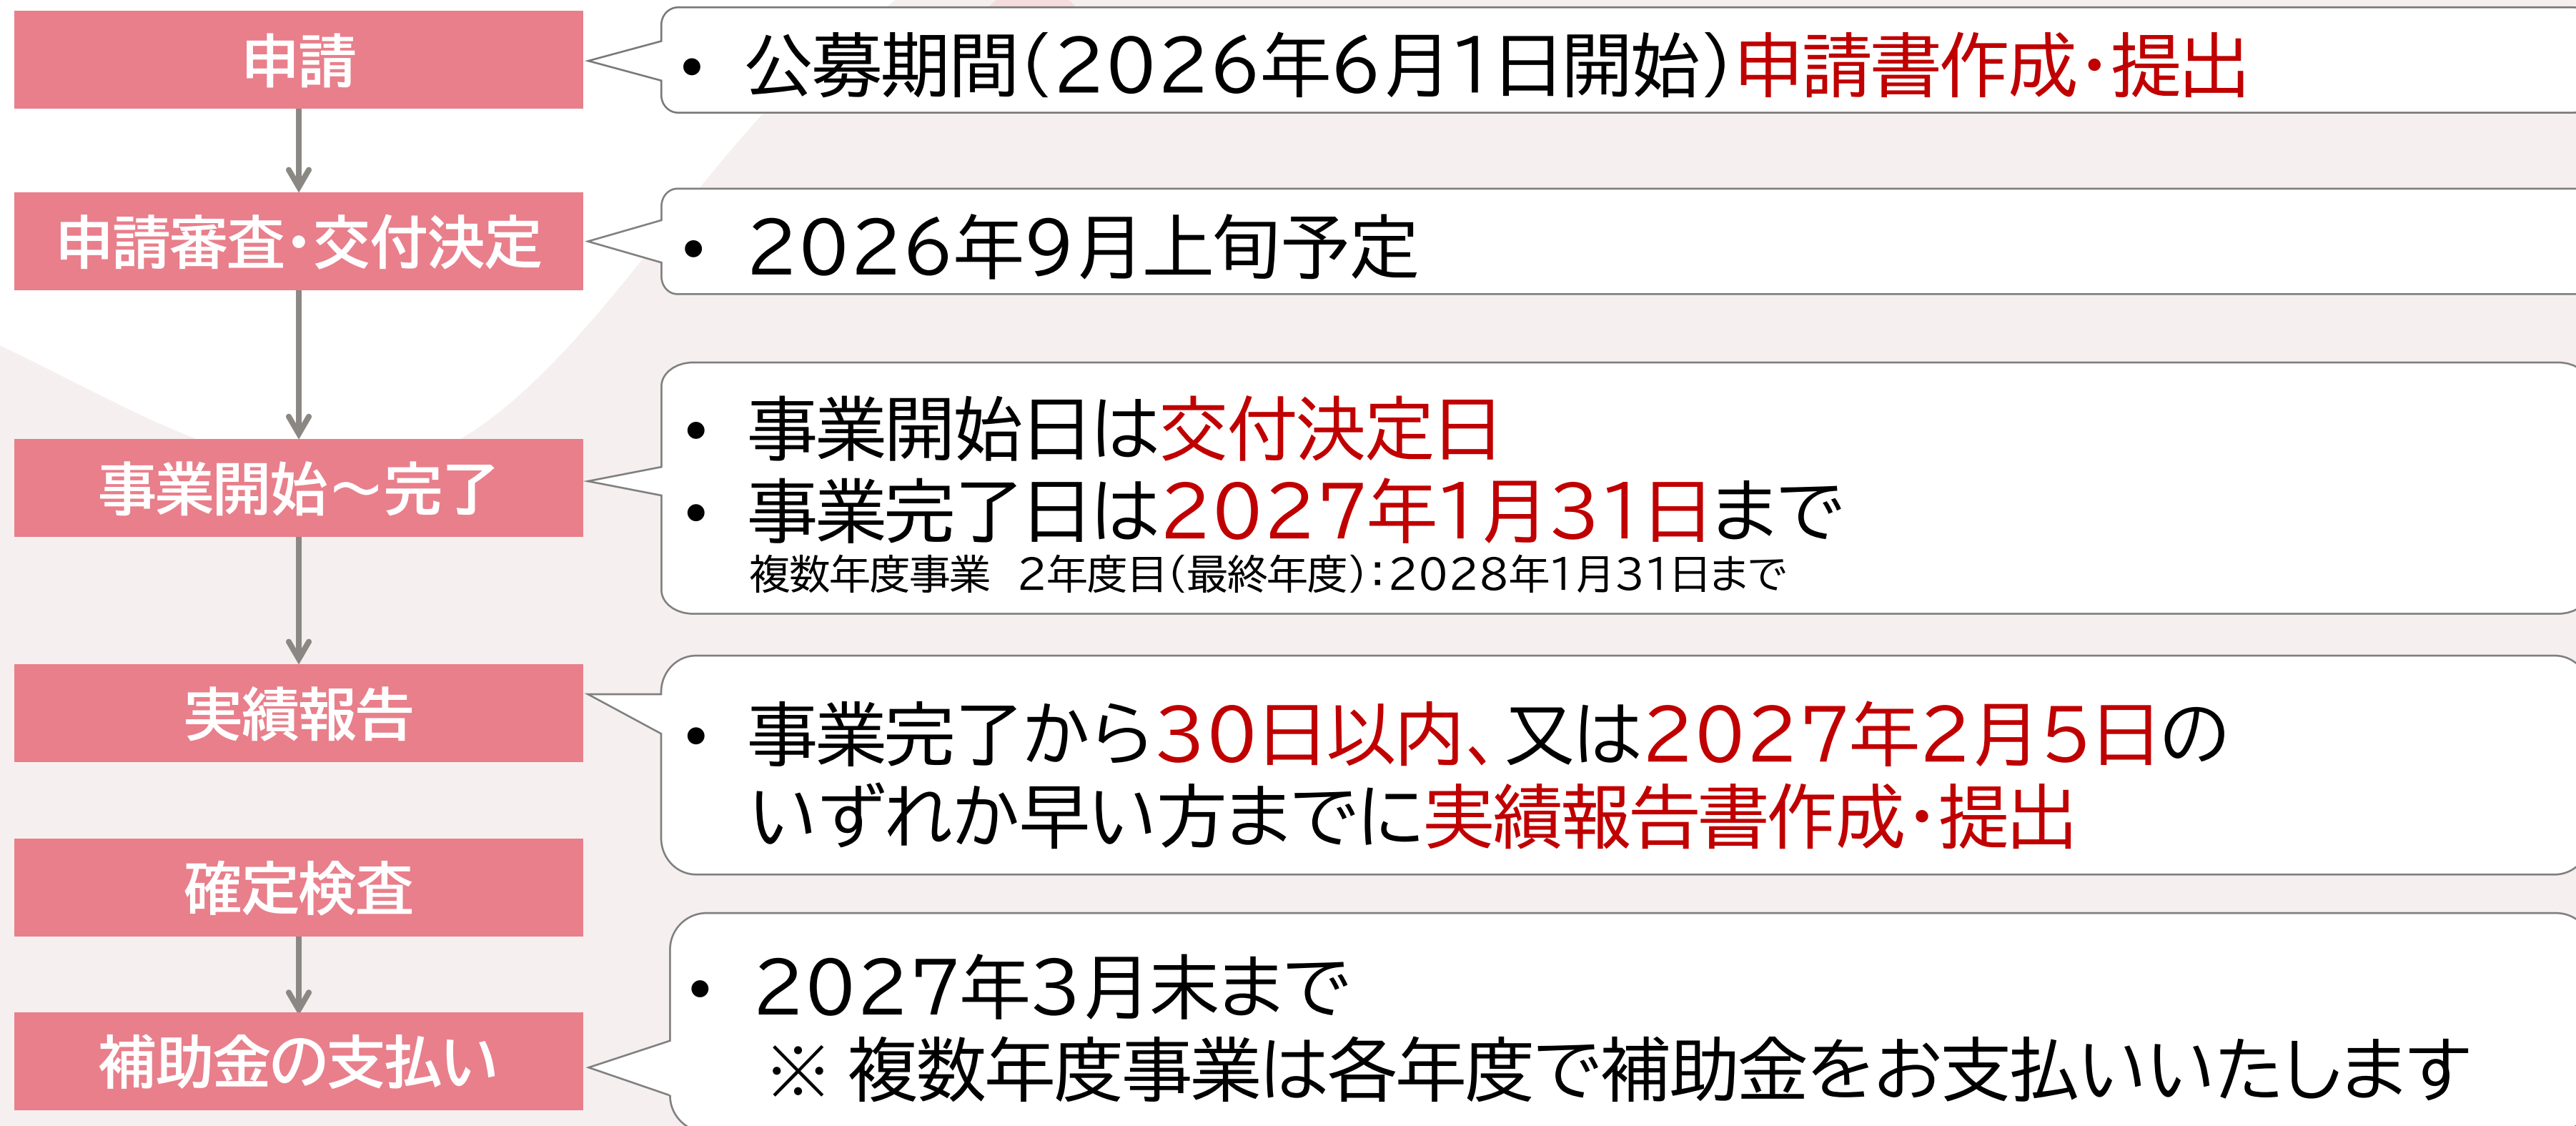 申請
• 公募期間(2026年6月1日開始)申請書作成・提出
申請審査・交付決定
• 2026年9月上旬予定
事業開始～完了
• 事業開始日は交付決定日
• 事業完了日は2027年1月31日まで
複数年度事業　2年度目(最終年度):2028年1月31日まで
実績報告
• 事業完了から30日以内、又は2027年2月5日の
いずれか早い方までに実績報告書作成・提出
確定検査
補助金の支払い
• 2027年3月末まで
※ 複数年度事業は各年度で補助金をお支払いいたします